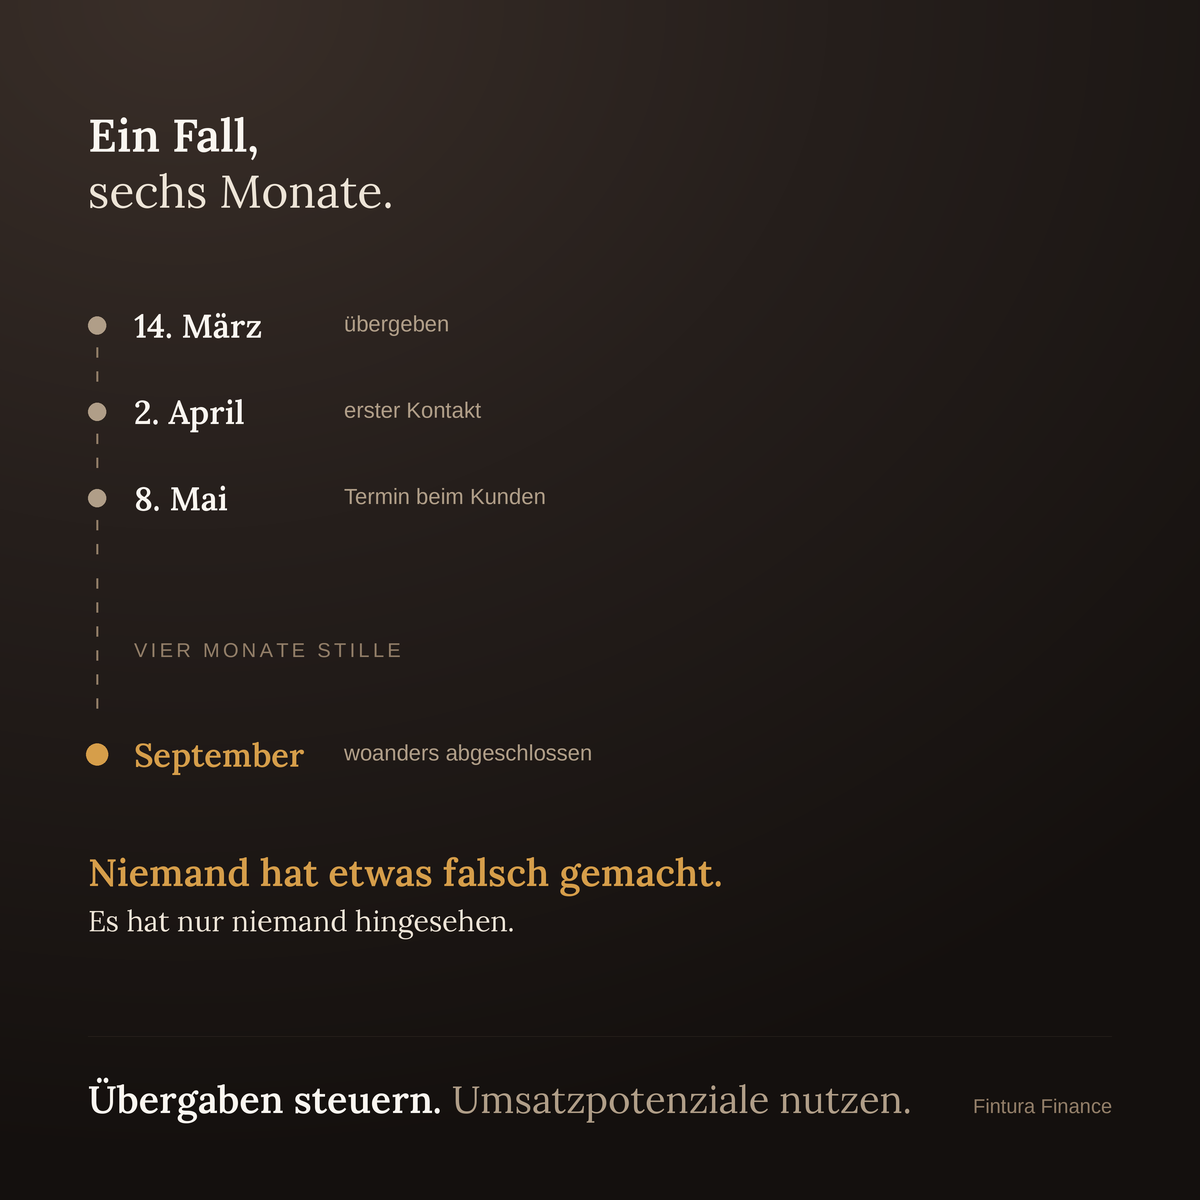 Ein Fall,
sechs Monate.
14. März übergeben
2. April erster Kontakt
8. Mai Termin beim Kunden
VIER MONATE STILLE
September woanders abgeschlossen
Niemand hat etwas falsch gemacht.
Es hat nur niemand hingesehen.
Übergaben steuern. Umsatzpotenziale nutzen. Fintura Finance